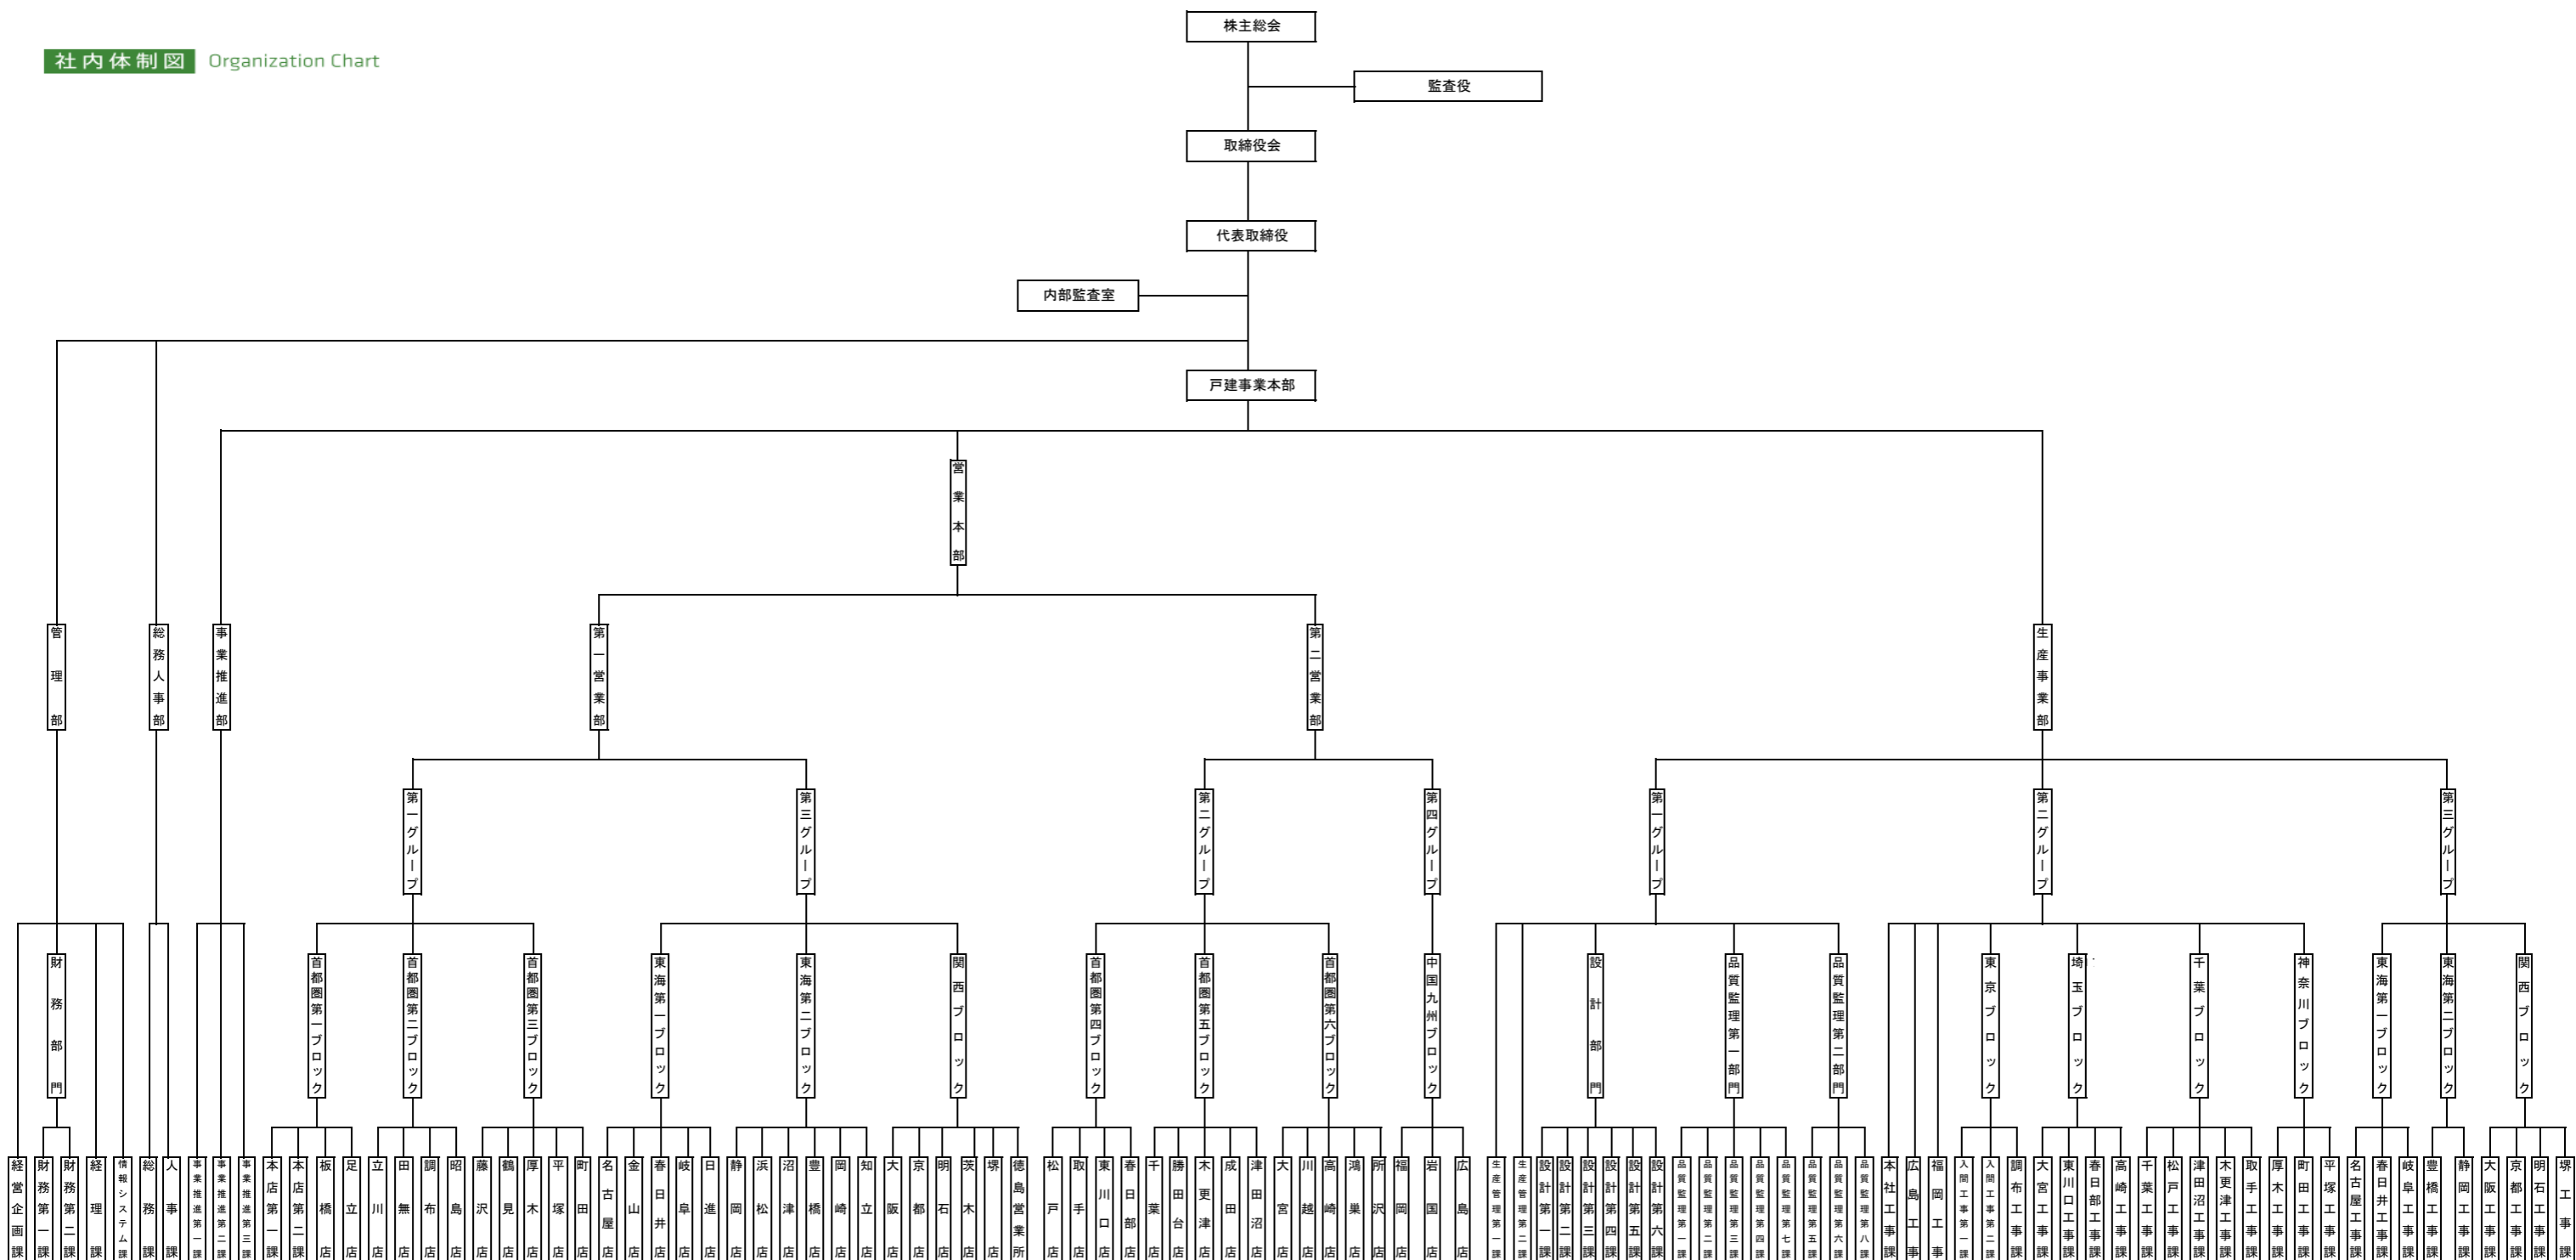 株主総会
社内体制図 Organization Chart
監査役
取締役会
代表取締役
内部監査室
戸建事業本部
営業本部
管理部
総務人事部
事業推進部
第一営業部
第二営業部
生産事業部
第一グループ
第三グループ
第二グループ
第四グループ
第一グループ
第二グループ
第三グループ
財務部門
首都圏第一ブロック
首都圏第二ブロック
首都圏第三ブロック
東海第一ブロック
東海第二ブロック
関西ブロック
首都圏第四ブロック
首都圏第五ブロック
首都圏第六ブロック
中国九州ブロック
設計部門
品質監理第一部門
品質監理第二部門
東京ブロック
埼玉ブロック
千葉ブロック
神奈川ブロック
東海第一ブロック
東海第二ブロック
関西ブロック
経営企画課
財務第一課
財務第二課
経理課
情報システム課
総務課
人事課
事業推進第一課
事業推進第二課
事業推進第三課
本店第一課
本店第二課
板橋店
足立店
立川店
田無店
調布店
昭島店
藤沢店
鶴見店
厚木店
平塚店
町田店
名古屋店
金山店
春日井店
岐阜店
日進店
静岡店
浜松店
沼津店
豊橋店
岡崎店
知立店
大阪店
京都店
明石店
茨木店
堺店
徳島営業所
松戸店
取手店
東川口店
春日部店
千葉店
勝田台店
木更津店
成田店
津田沼店
大宮店
川越店
高崎店
鴻巣店
所沢店
福岡店
岩国店
広島店
生産管理第一課
生産管理第二課
設計第一課
設計第二課
設計第三課
設計第四課
設計第五課
設計第六課
品質監理第一課
品質監理第二課
品質監理第三課
品質監理第四課
品質監理第七課
品質監理第五課
品質監理第六課
品質監理第八課
本社工事課
広島工事
福岡工事
入間工事第一課
入間工事第二課
調布工事課
大宮工事課
東川口工事課
春日部工事課
高崎工事課
千葉工事課
松戸工事課
津田沼工事課
木更津工事課
取手工事課
厚木工事課
町田工事課
平塚工事課
名古屋工事課
春日井工事課
岐阜工事課
豊橋工事課
静岡工事課
大阪工事課
京都工事課
明石工事課
堺工事課